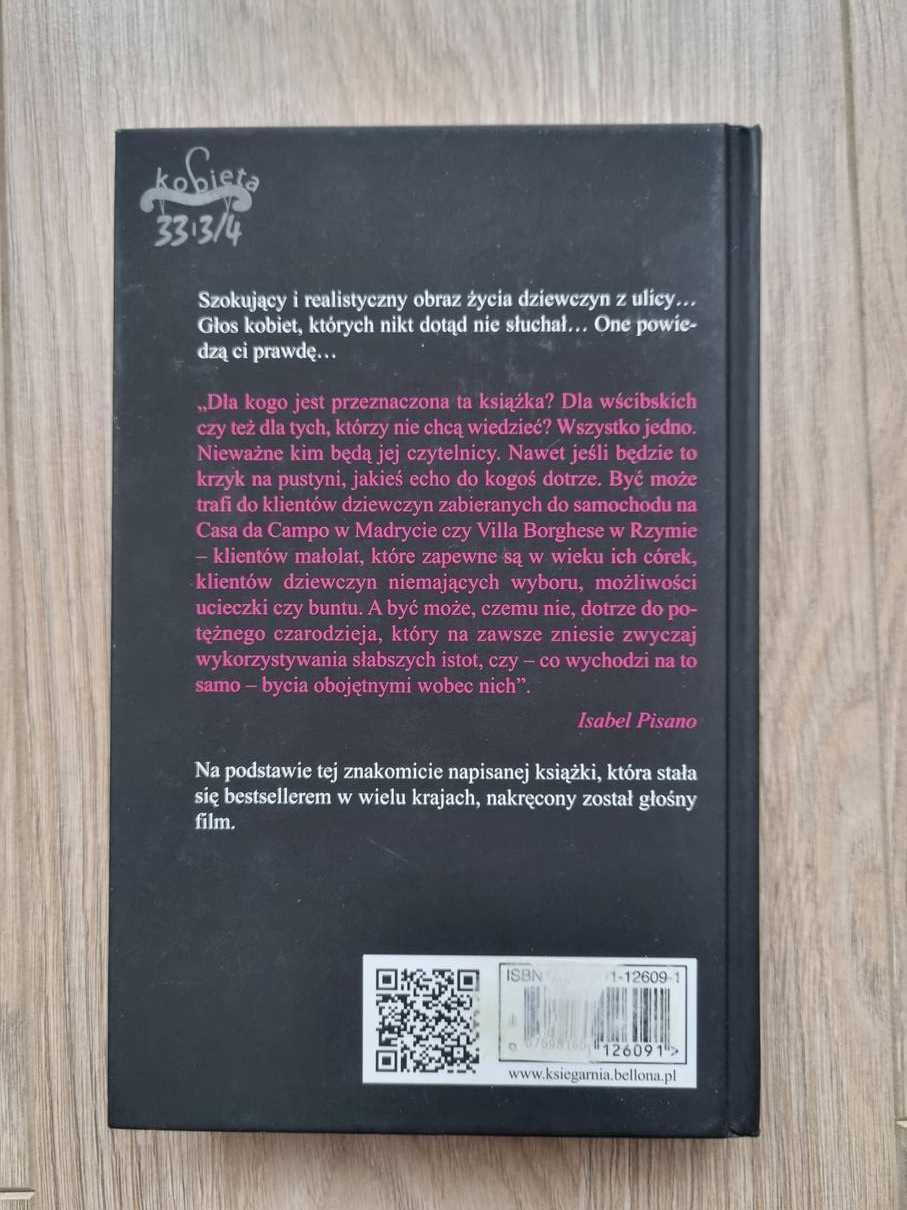 kobieta
33i3/4
Szokujący i realistyczny obraz życia dziewczyn z ulicy…
Głos kobiet, których nikt dotąd nie słuchał… One powie-
dzą ci prawdę…
„Dla kogo jest przeznaczona ta książka? Dla wścibskich
czy też dla tych, którzy nie chcą wiedzieć? Wszystko jedno.
Nieważne kim będą jej czytelnicy. Nawet jeśli będzie to
krzyk na pustyni, jakieś echo do kogoś dotrze. Być może
trafi do klientów dziewczyn zabieranych do samochodu na
Casa da Campo w Madrycie czy Villa Borghese w Rzymie
– klientów małolat, które zapewne są w wieku ich córek,
klientów dziewczyn niemających wyboru, możliwości
ucieczki czy buntu. A być może, czemu nie, dotrze do po-
tężnego czarodzieja, który na zawsze zniesie zwyczaj
wykorzystywania słabszych istot, czy – co wychodzi na to
samo – bycia obojętnymi wobec nich”.
Isabel Pisano
Na podstawie tej znakomicie napisanej książki, która stała
się bestsellerem w wielu krajach, nakręcony został głośny
film.
ISBN 1-12609-1
126091">
www.ksiegarnia.bellona.pl